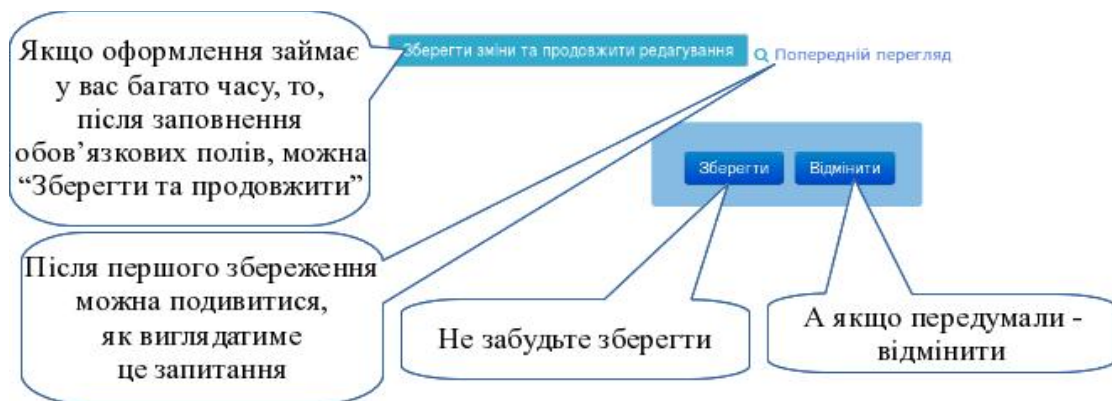 Якщо оформлення займає
у вас багато часу, то,
після заповнення
обов’язкових полів, можна
“Зберегти та продовжити”
Зберегти зміни та продовжити редагування
Попередній перегляд
Зберегти
Відмінити
Після першого збереження
можна подивитися,
як виглядатиме
це запитання
Не забудьте зберегти
А якщо передумали -
відмінити